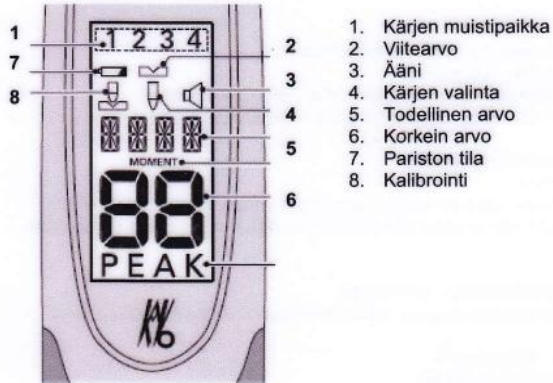 1
1 2 3 4
2
7
3
8
4
5
MOMENT
6
88
PEAK
KaVo
1. Kärjen muistipaikka
2. Viitearvo
3. Ääni
4. Kärjen valinta
5. Todellinen arvo
6. Korkein arvo
7. Pariston tila
8. Kalibrointi